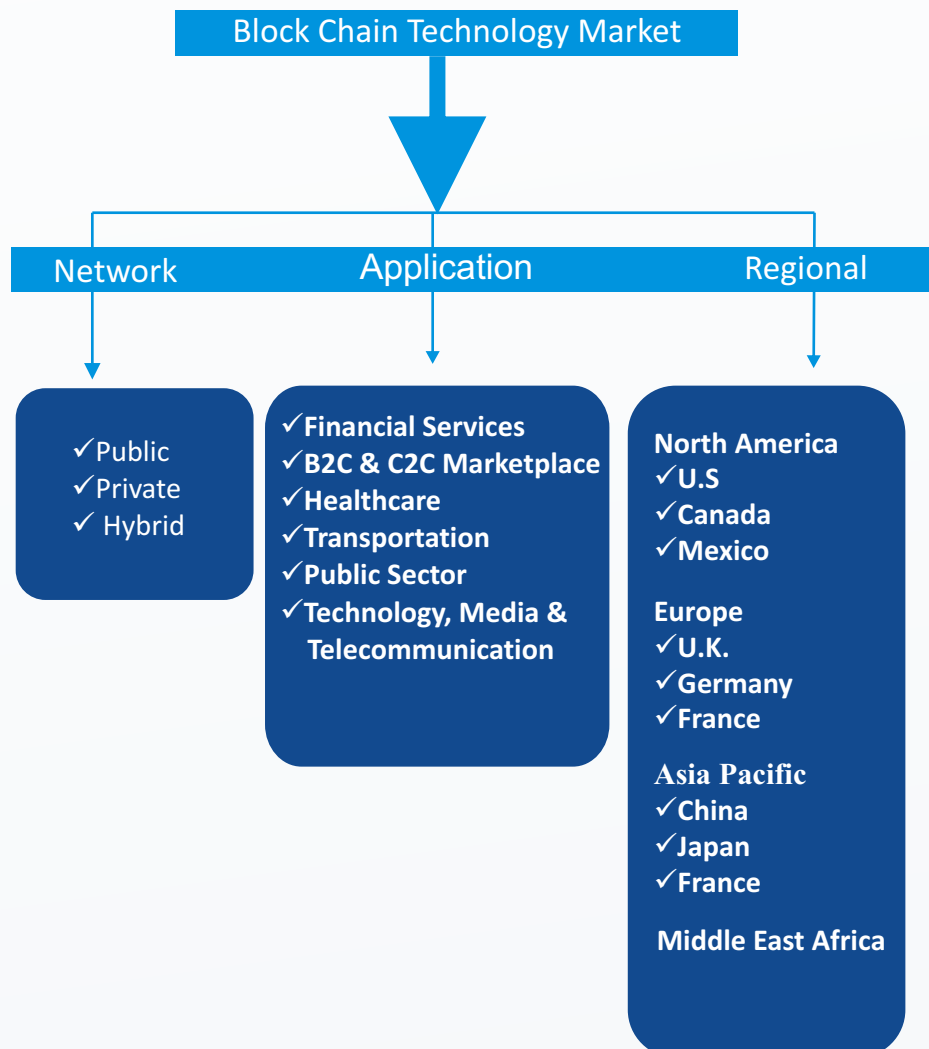 Block Chain Technology Market
Network
Application
Regional
✓Public
✓Private
✓ Hybrid
✓Financial Services
✓B2C & C2C Marketplace
✓Healthcare
✓Transportation
✓Public Sector
✓Technology, Media &
Telecommunication
North America
✓U.S
✓Canada
✓Mexico
Europe
✓U.K.
✓Germany
✓France
Asia Pacific
✓China
✓Japan
✓France
Middle East Africa